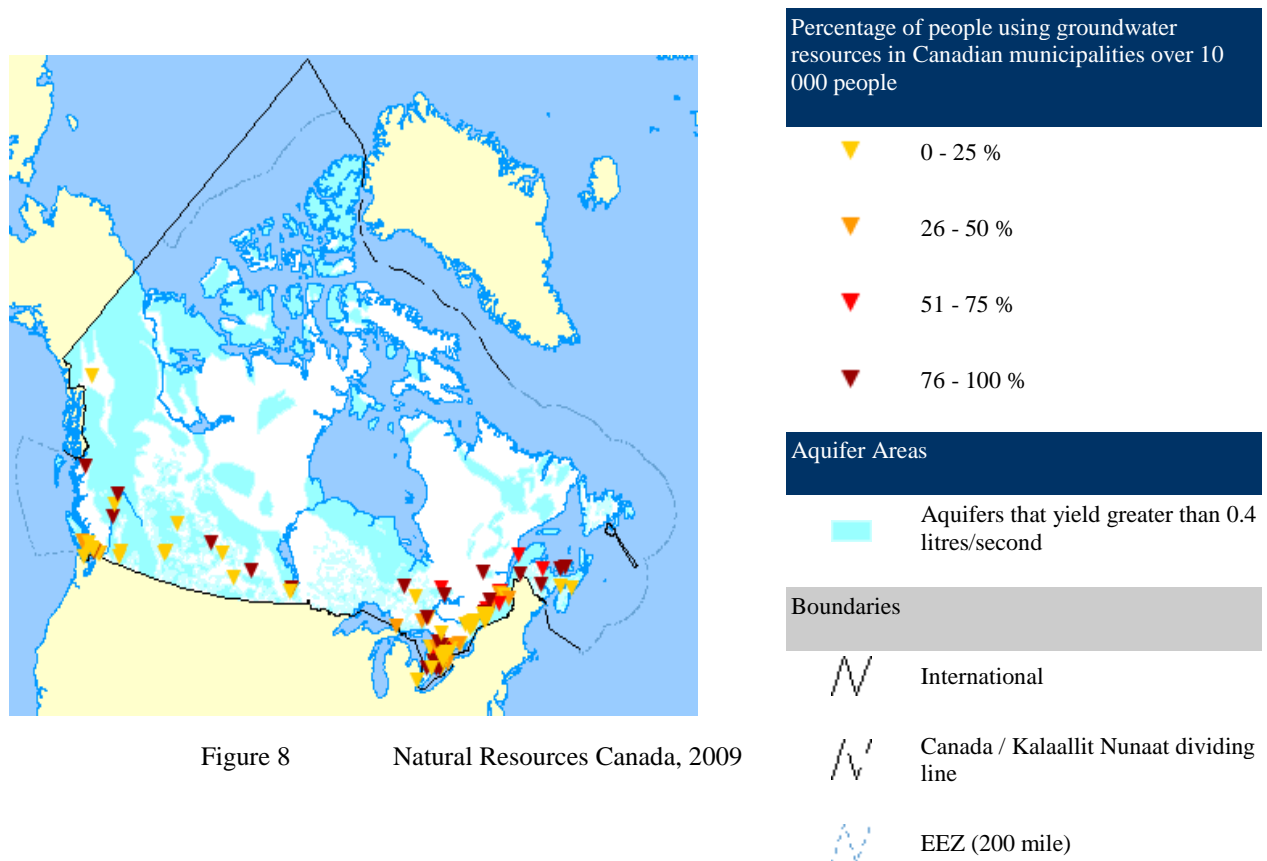 Percentage of people using groundwater
resources in Canadian municipalities over 10
000 people
0 - 25 %
26 - 50 %
51 - 75 %
76 - 100 %
Aquifer Areas
Aquifers that yield greater than 0.4
litres/second
Boundaries
International
Canada / Kalaallit Nunaat dividing
line
EEZ (200 mile)
Figure 8 Natural Resources Canada, 2009